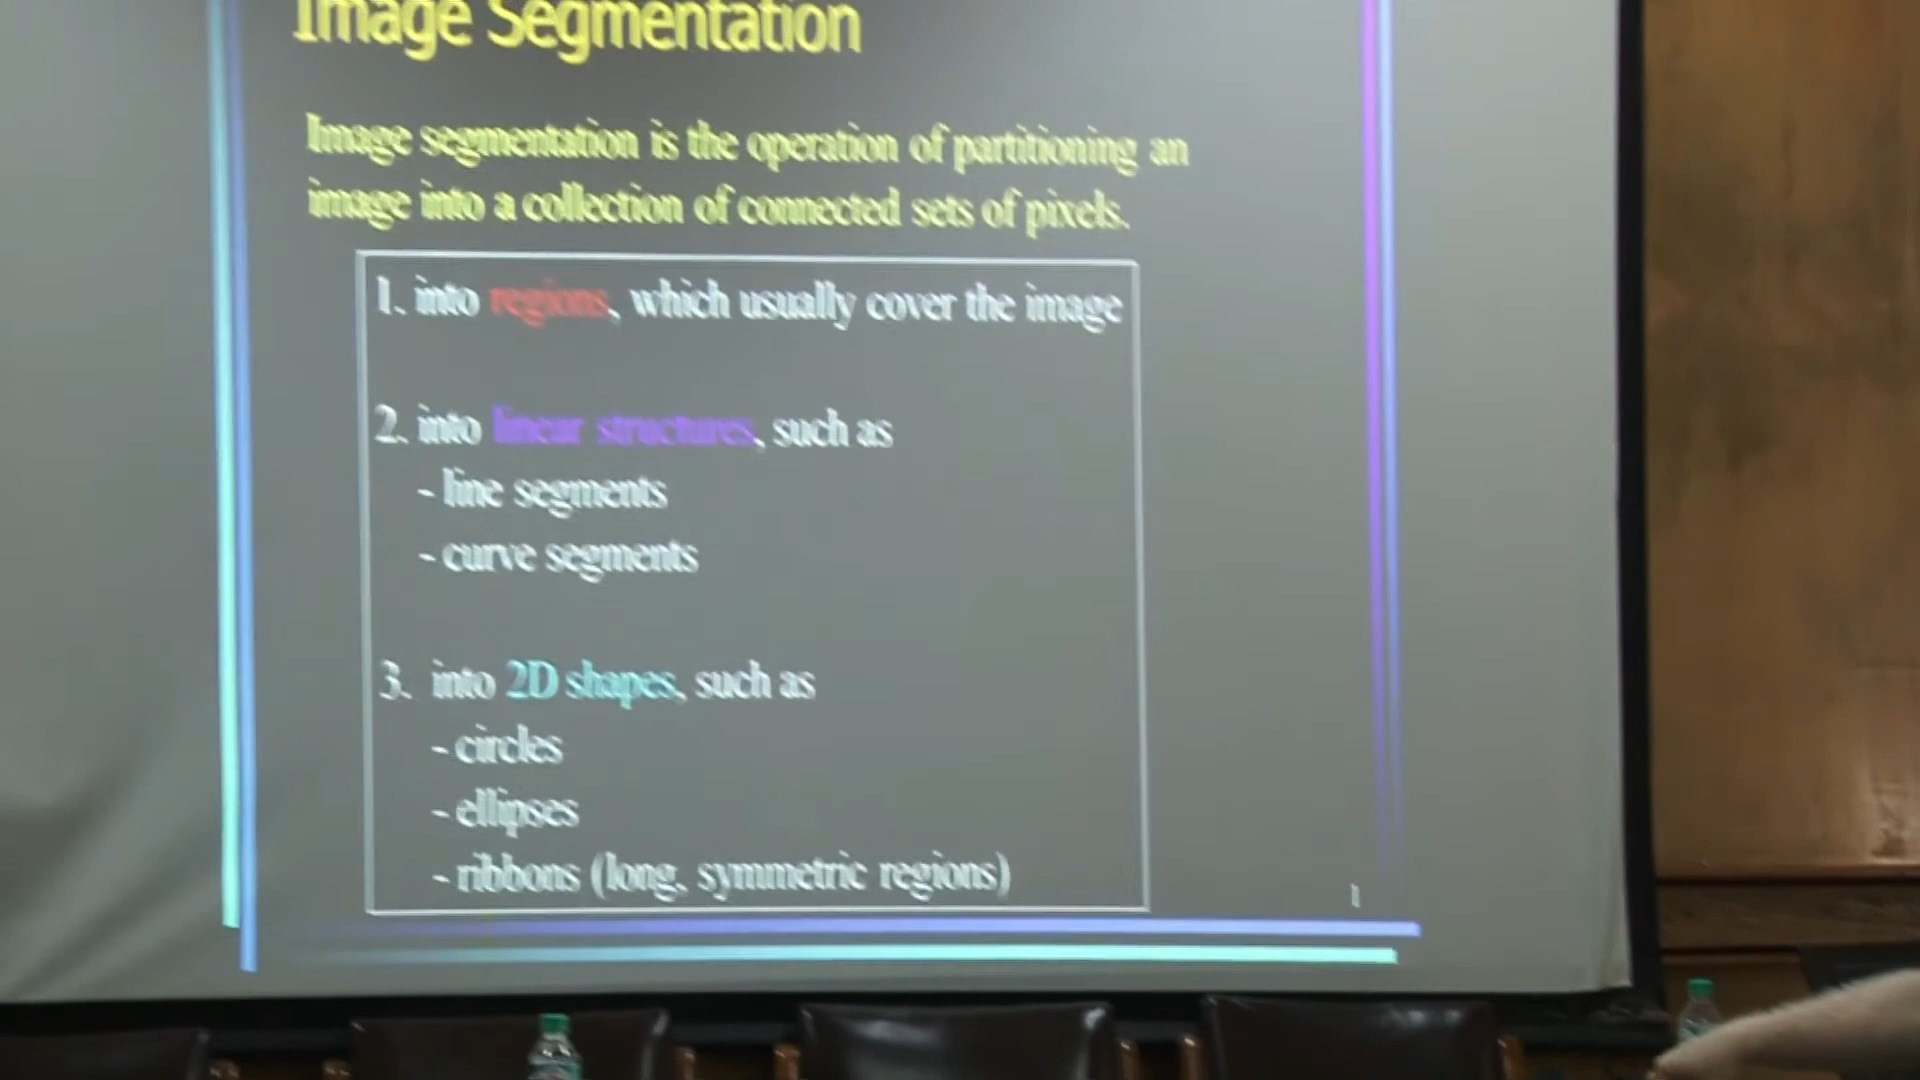 Image Segmentation
Image segmentation is the operation of partitioning an
image into a collection of connected sets of pixels.
1. into regions, which usually cover the image
2. into linear structures, such as
- line segments
- curve segments
3. into 2D shapes, such as
- circles
- ellipses
- ribbons (long, symmetric regions)
1